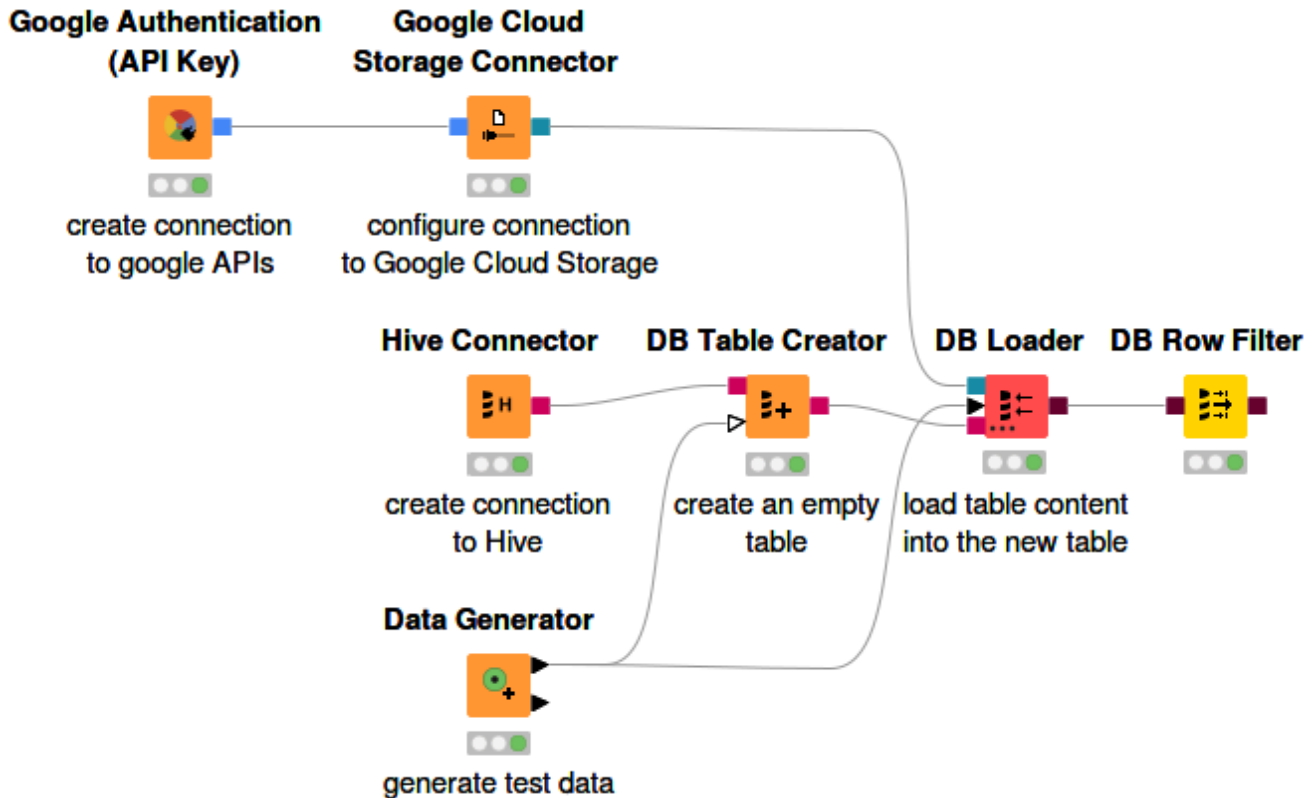 Google Authentication
(API Key)
Google Cloud
Storage Connector
create connection
to google APIs
configure connection
to Google Cloud Storage
Hive Connector
DB Table Creator
DB Loader
DB Row Filter
H
create connection
to Hive
create an empty
table
load table content
into the new table
Data Generator
generate test data